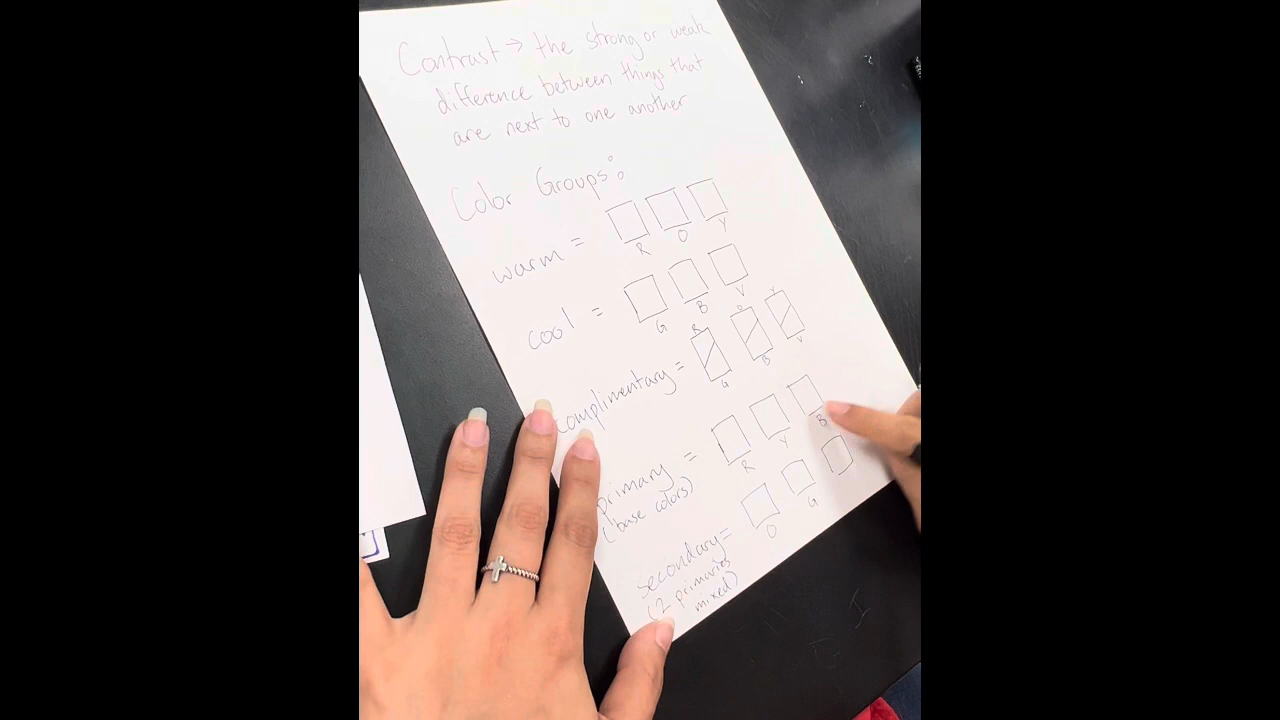 Contrast → the strong or weak
difference between things that
are next to one another
Color Groups:
warm =
R O Y
cool =
G B V
R O Y
complimentary =
G B V
primary =
R Y B
(base colors)
secondary =
O G
(2 primaries
mixed)